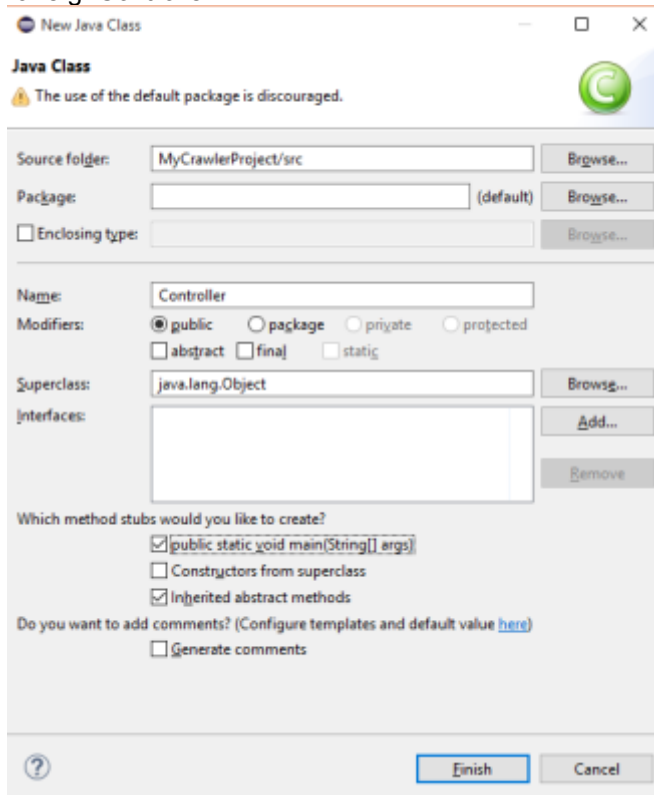 New Java Class
Java Class
The use of the default package is discouraged.
Source folder: MyCrawlerProject/src Browse...
Package: (default) Browse...
Enclosing type: Browse...
Name: Controller
Modifiers: public package private protected
abstract final static
Superclass: java.lang.Object Browse...
Interfaces: Add...
Remove
Which method stubs would you like to create?
public static void main(String[] args)
Constructors from superclass
Inherited abstract methods
Do you want to add comments? (Configure templates and default value here)
Generate comments
? Finish Cancel